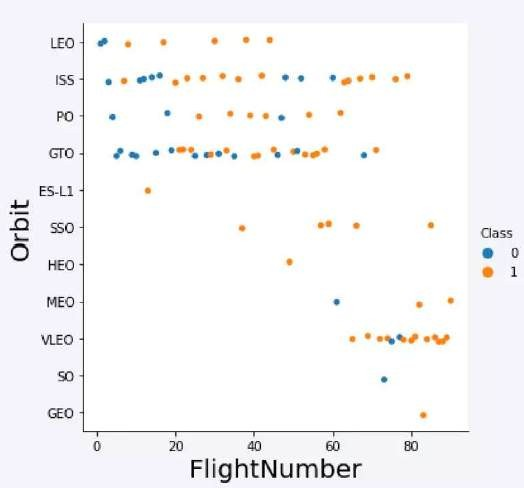 LEO
ISS
PO
GTO
ES-L1
SSO
HEO
MEO
VLEO
SO
GEO
Orbit
0 20 40 60 80
FlightNumber
Class
0
1